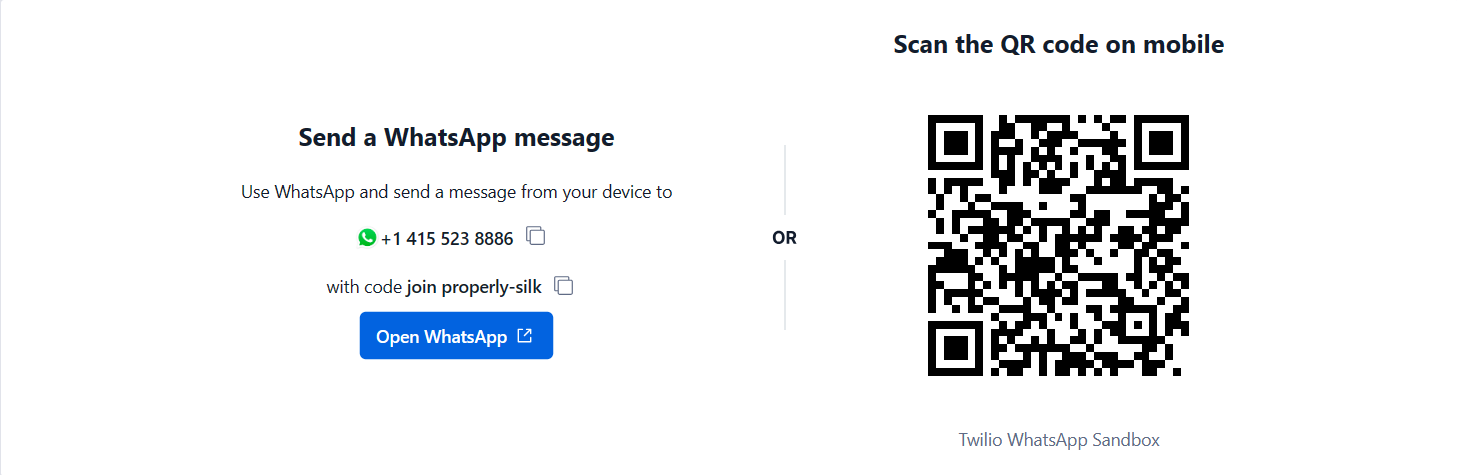 Send a WhatsApp message
Use WhatsApp and send a message from your device to
+1 415 523 8886
with code join properly-silk
Open WhatsApp
OR
Scan the QR code on mobile
Twilio WhatsApp Sandbox